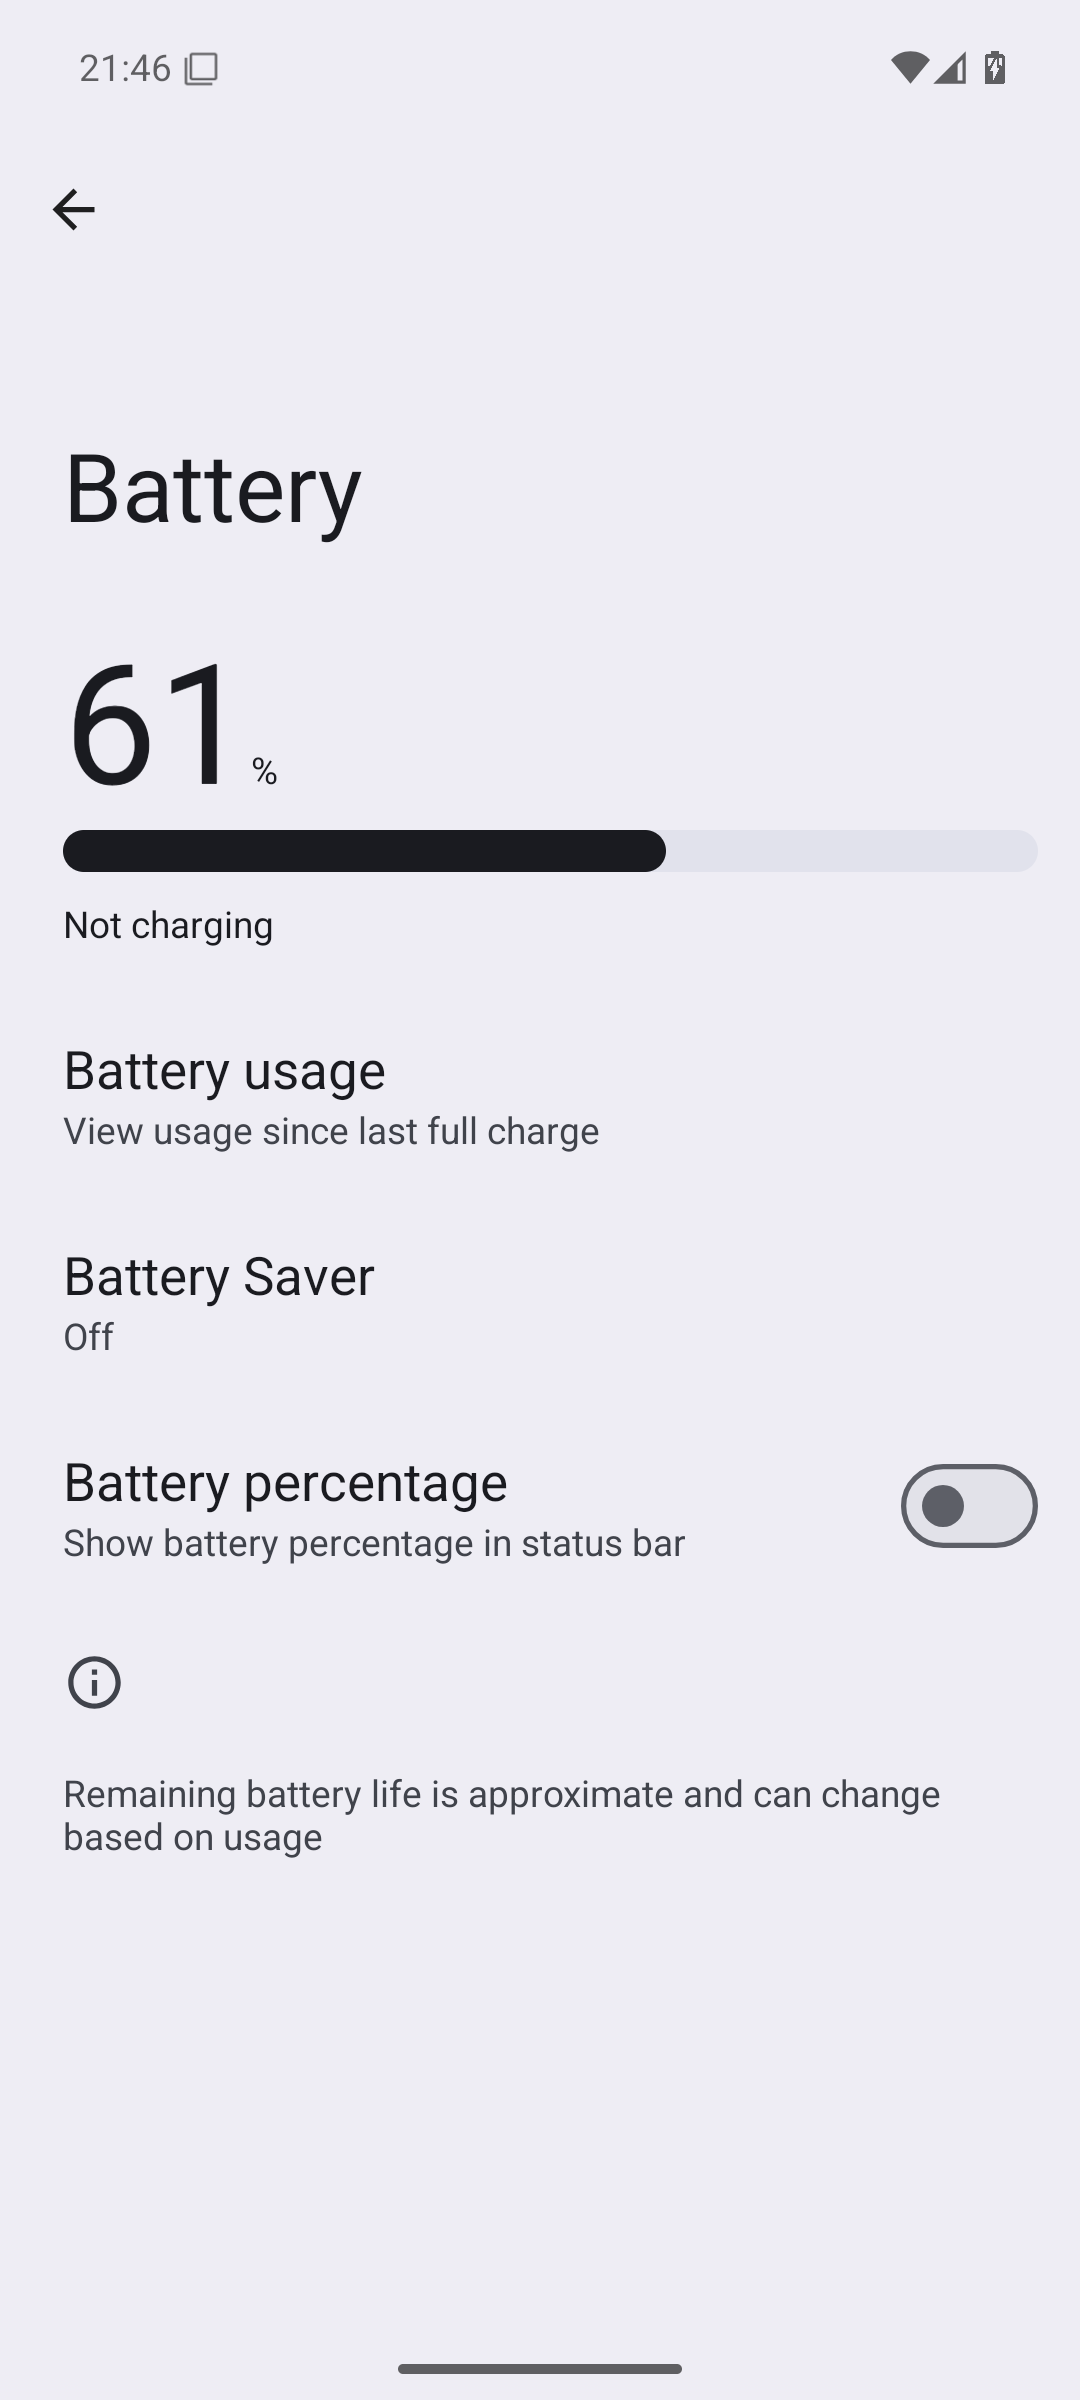 21:46
Battery
61 %
Not charging
Battery usage
View usage since last full charge
Battery Saver
Off
Battery percentage
Show battery percentage in status bar
Remaining battery life is approximate and can change
based on usage